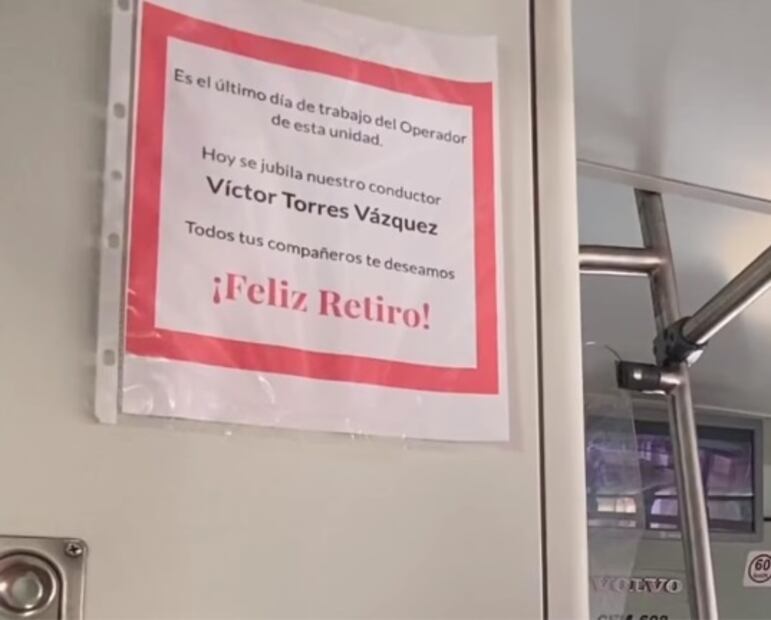 Es el último día de trabajo del Operador
de esta unidad.
Hoy se jubila nuestro conductor
Víctor Torres Vázquez
Todos tus compañeros te deseamos
¡Feliz Retiro!
VOLVO
60